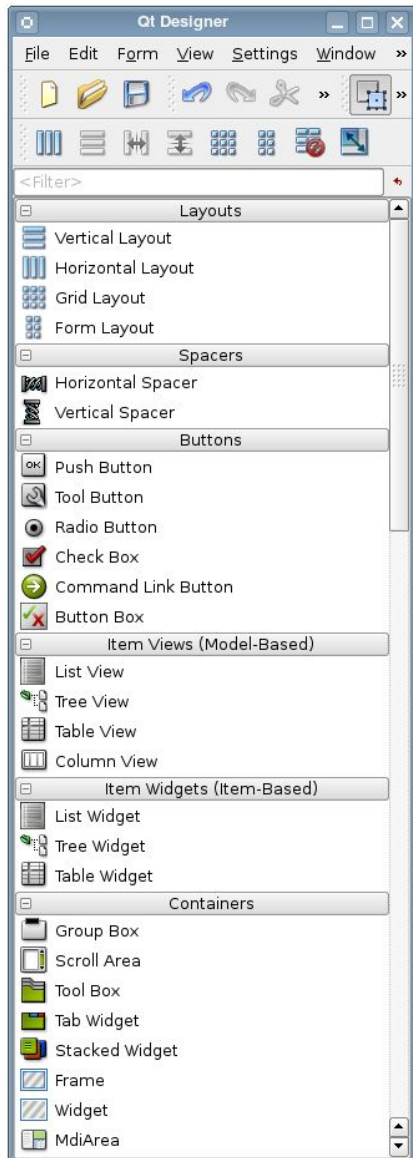 Qt Designer
File Edit Form View Settings Window »
» »
<Filter>
Layouts
Vertical Layout
Horizontal Layout
Grid Layout
Form Layout
Spacers
Horizontal Spacer
Vertical Spacer
Buttons
OK Push Button
Tool Button
Radio Button
Check Box
Command Link Button
Button Box
Item Views (Model-Based)
List View
Tree View
Table View
Column View
Item Widgets (Item-Based)
List Widget
Tree Widget
Table Widget
Containers
Group Box
Scroll Area
Tool Box
Tab Widget
Stacked Widget
Frame
Widget
MdiArea